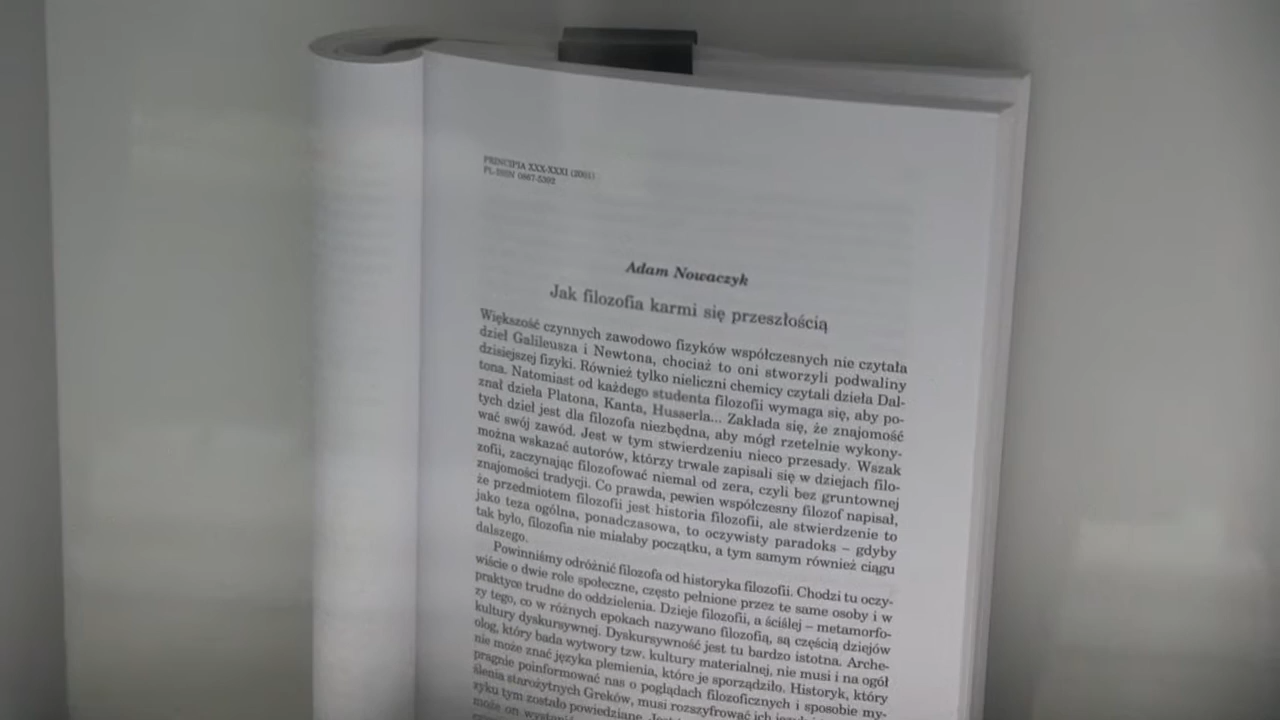 PRINCIPIA XXX-XXXI (2001)
PL ISSN 0867-5392
Adam Nowaczyk
Jak filozofia karmi się przeszłością
Większość czynnych zawodowo fizyków współczesnych nie czytała
dzieł Galileusza i Newtona, chociaż to oni stworzyli podwaliny
dzisiejszej fizyki. Również tylko nieliczni chemicy czytali dzieła Dal-
tona. Natomiast od każdego studenta filozofii wymaga się, aby po-
znał dzieła Platona, Kanta, Husserla... Zakłada się, że znajomość
tych dzieł jest dla filozofa niezbędna, aby mógł rzetelnie wykony-
wać swój zawód. Jest w tym stwierdzeniu nieco przesady. Wszak
można wskazać autorów, którzy trwale zapisali się w dziejach filo-
zofii, zaczynając filozofować niemal od zera, czyli bez gruntownej
znajomości tradycji. Co prawda, pewien współczesny filozof napisał,
że przedmiotem filozofii jest historia filozofii, ale stwierdzenie to
jako teza ogólna, ponadczasowa, to oczywisty paradoks – gdyby
tak było, filozofia nie miałaby początku, a tym samym również ciągu
dalszego.
Powinniśmy odróżnić filozofa od historyka filozofii. Chodzi tu oczy-
wiście o dwie role społeczne, często pełnione przez te same osoby i w
praktyce trudne do oddzielenia. Dzieje filozofii, a ściślej – metamorfo-
zy tego, co w różnych epokach nazywano filozofią, są częścią dziejów
kultury dyskursywnej. Dyskursywność jest tu bardzo istotna. Arche-
olog, który bada wytwory tzw. kultury materialnej, nie musi i na ogół
nie może znać języka plemienia, które je sporządziło. Historyk, który
pragnie poinformować nas o poglądach filozoficznych i sposobie my-
ślenia starożytnych Greków, musi rozszyfrować ich
zyku tym zostało powiedziane.
może on